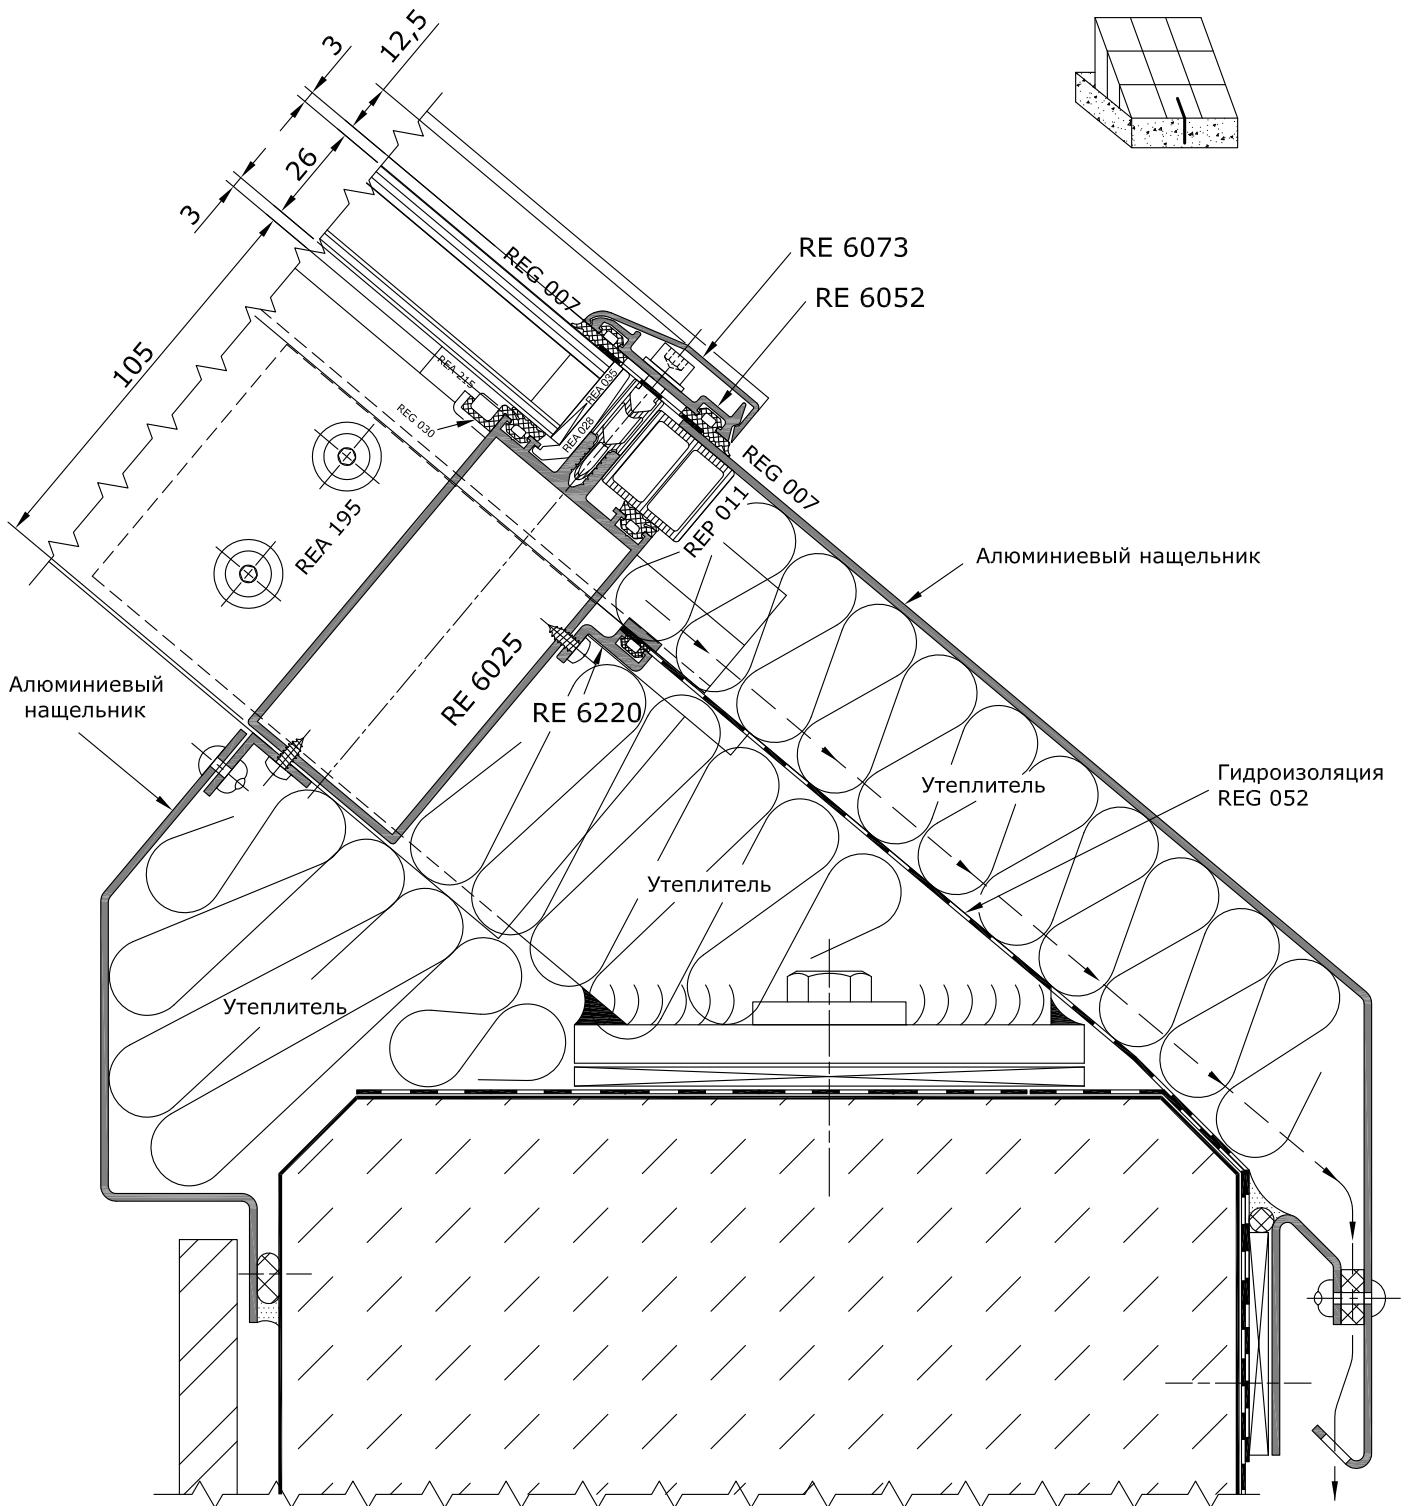 12,5
3
26
3
105
RE 6073
RE 6052
REG 007
REA 215
REA 035
REG 030
REA 028
REG 007
REP 011
REA 195
Алюминиевый нащельник
RE 6025
RE 6220
Алюминиевый
нащельник
Гидроизоляция
REG 052
Утеплитель
Утеплитель
Утеплитель